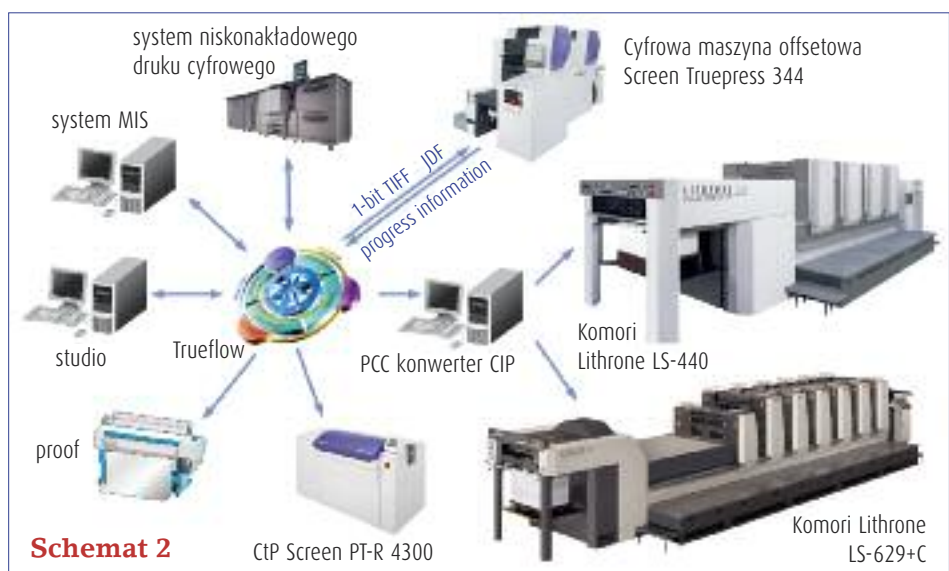 system niskonakładowego
druku cyfrowego
Cyfrowa maszyna offsetowa
Screen Truepress 344
system MIS
1-bit TIFF JDF
progress information
studio
Trueflow
PCC konwerter CIP
Komori
Lithrone LS-440
proof
CtP Screen PT-R 4300
Komori Lithrone
LS-629+C
Schemat 2